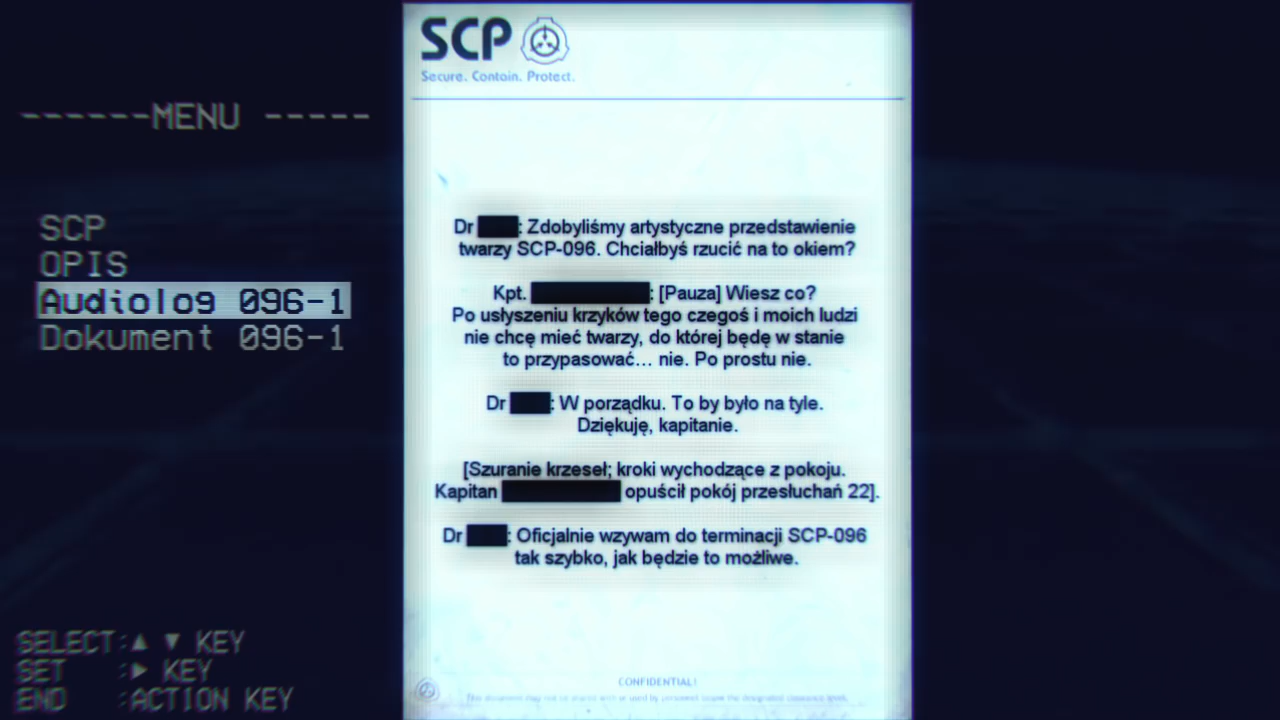 ------MENU -----
SCP
OPIS
Audiolog 096-1
Dokument 096-1
SELECT:▲ ▼ KEY
SET :► KEY
END :ACTION KEY
SCP
Secure. Contain. Protect.
Dr ███: Zdobyliśmy artystyczne przedstawienie
twarzy SCP-096. Chciałbyś rzucić na to okiem?
Kpt. █████████: [Pauza] Wiesz co?
Po usłyszeniu krzyków tego czegoś i moich ludzi
nie chcę mieć twarzy, do której będę w stanie
to przypasować... nie. Po prostu nie.
Dr ███: W porządku. To by było na tyle.
Dziękuję, kapitanie.
[Szuranie krzeseł; kroki wychodzące z pokoju.
Kapitan █████████ opuścił pokój przesłuchań 22].
Dr ███: Oficjalnie wzywam do terminacji SCP-096
tak szybko, jak będzie to możliwe.
CONFIDENTIAL!